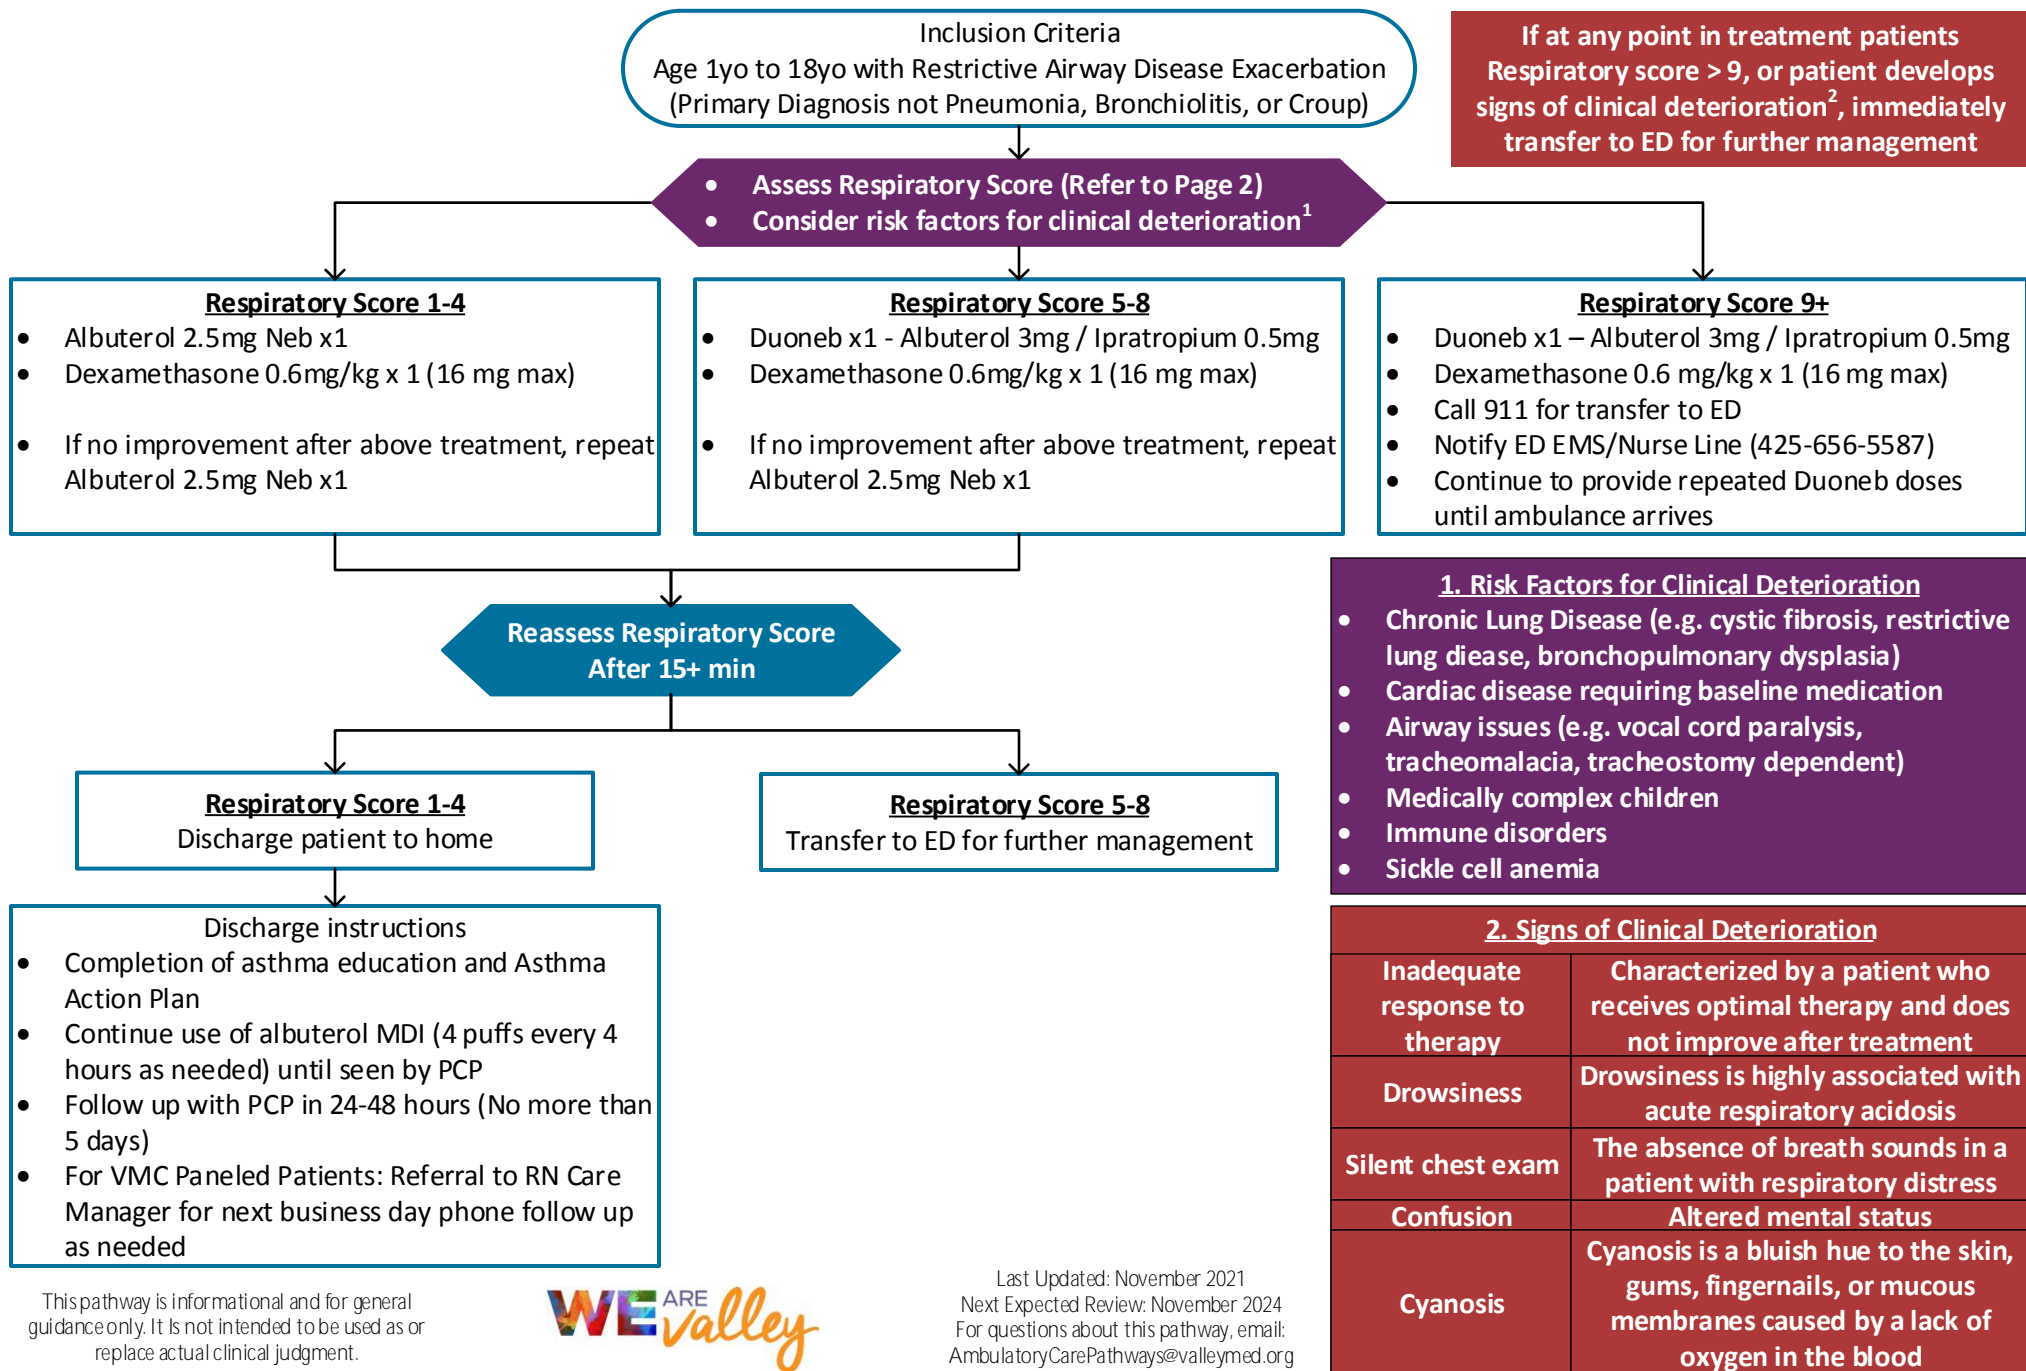 Inclusion Criteria
Age 1yo to 18yo with Restrictive Airway Disease Exacerbation
(Primary Diagnosis not Pneumonia, Bronchiolitis, or Croup)
If at any point in treatment patients
Respiratory score > 9, or patient develops
signs of clinical deterioration², immediately
transfer to ED for further management
• Assess Respiratory Score (Refer to Page 2)
• Consider risk factors for clinical deterioration¹
Respiratory Score 1-4
• Albuterol 2.5mg Neb x1
• Dexamethasone 0.6mg/kg x 1 (16 mg max)
• If no improvement after above treatment, repeat
Albuterol 2.5mg Neb x1
Respiratory Score 5-8
• Duoneb x1 - Albuterol 3mg / Ipratropium 0.5mg
• Dexamethasone 0.6mg/kg x 1 (16 mg max)
• If no improvement after above treatment, repeat
Albuterol 2.5mg Neb x1
Respiratory Score 9+
• Duoneb x1 – Albuterol 3mg / Ipratropium 0.5mg
• Dexamethasone 0.6 mg/kg x 1 (16 mg max)
• Call 911 for transfer to ED
• Notify ED EMS/Nurse Line (425-656-5587)
• Continue to provide repeated Duoneb doses
until ambulance arrives
Reassess Respiratory Score
After 15+ min
Respiratory Score 1-4
Discharge patient to home
Respiratory Score 5-8
Transfer to ED for further management
Discharge instructions
• Completion of asthma education and Asthma
Action Plan
• Continue use of albuterol MDI (4 puffs every 4
hours as needed) until seen by PCP
• Follow up with PCP in 24-48 hours (No more than
5 days)
• For VMC Paneled Patients: Referral to RN Care
Manager for next business day phone follow up
as needed
1. Risk Factors for Clinical Deterioration
• Chronic Lung Disease (e.g. cystic fibrosis, restrictive
lung diease, bronchopulmonary dysplasia)
• Cardiac disease requiring baseline medication
• Airway issues (e.g. vocal cord paralysis,
tracheomalacia, tracheostomy dependent)
• Medically complex children
• Immune disorders
• Sickle cell anemia
2. Signs of Clinical Deterioration
Inadequate
response to
therapy
Characterized by a patient who
receives optimal therapy and does
not improve after treatment
Drowsiness
Drowsiness is highly associated with
acute respiratory acidosis
Silent chest exam
The absence of breath sounds in a
patient with respiratory distress
Confusion
Altered mental status
Cyanosis
Cyanosis is a bluish hue to the skin,
gums, fingernails, or mucous
membranes caused by a lack of
oxygen in the blood
This pathway is informational and for general
guidance only. It Is not intended to be used as or
replace actual clinical judgment.
WE ARE valley
Last Updated: November 2021
Next Expected Review: November 2024
For questions about this pathway, email:
AmbulatoryCarePathways@valleymed.org